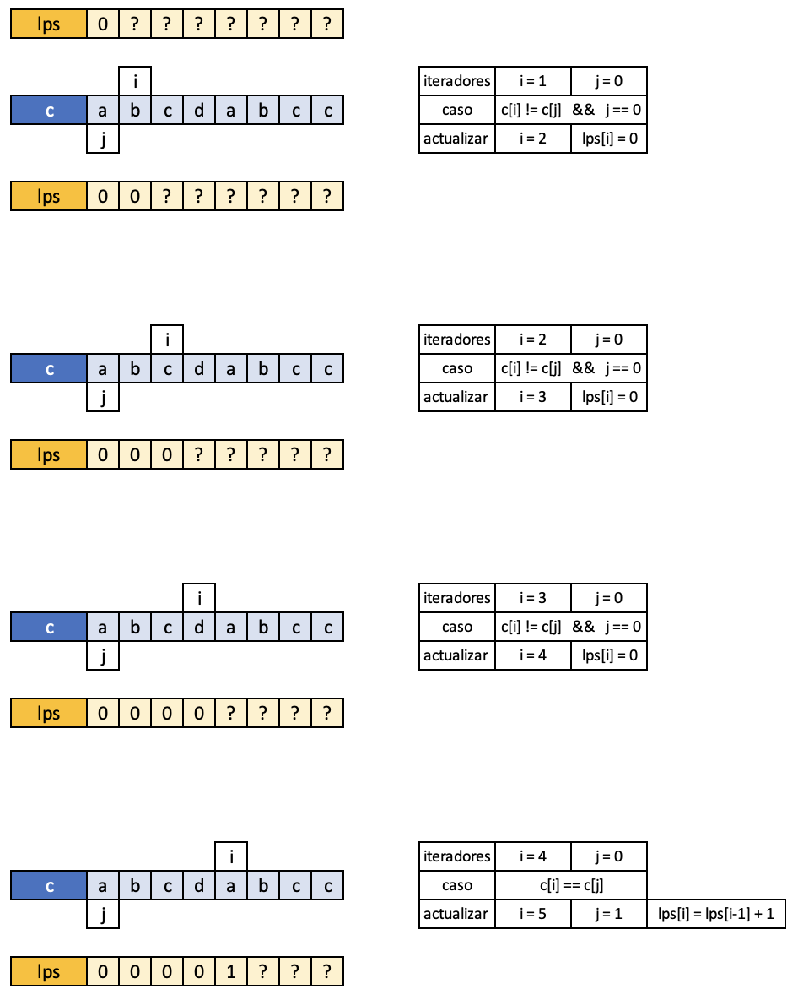 lps 0 ? ? ? ? ? ? ?
i
iteradores i = 1 j = 0
c a b c d a b c c
caso c[i] != c[j] && j == 0
j
actualizar i = 2 lps[i] = 0
lps 0 0 ? ? ? ? ? ?
i
iteradores i = 2 j = 0
c a b c d a b c c
caso c[i] != c[j] && j == 0
j
actualizar i = 3 lps[i] = 0
lps 0 0 0 ? ? ? ? ?
i
iteradores i = 3 j = 0
c a b c d a b c c
caso c[i] != c[j] && j == 0
j
actualizar i = 4 lps[i] = 0
lps 0 0 0 0 ? ? ? ?
i
iteradores i = 4 j = 0
c a b c d a b c c
caso c[i] == c[j]
j
actualizar i = 5 j = 1 lps[i] = lps[i-1] + 1
lps 0 0 0 0 1 ? ? ?